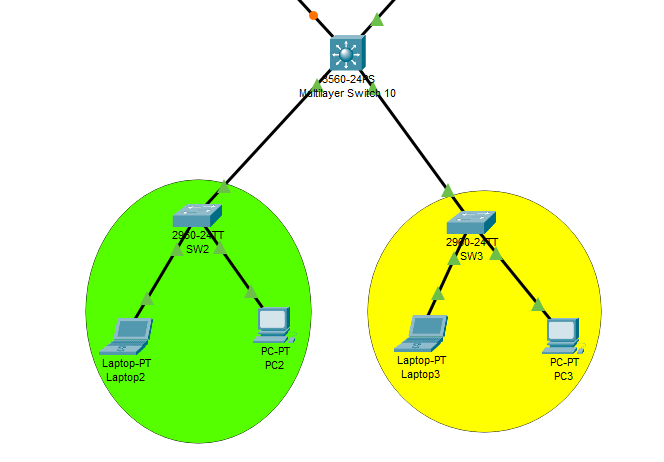 3560-24PS
Multilayer Switch 10
2960-24TT
SW2
2960-24TT
SW3
Laptop-PT
Laptop2
PC-PT
PC2
Laptop-PT
Laptop3
PC-PT
PC3